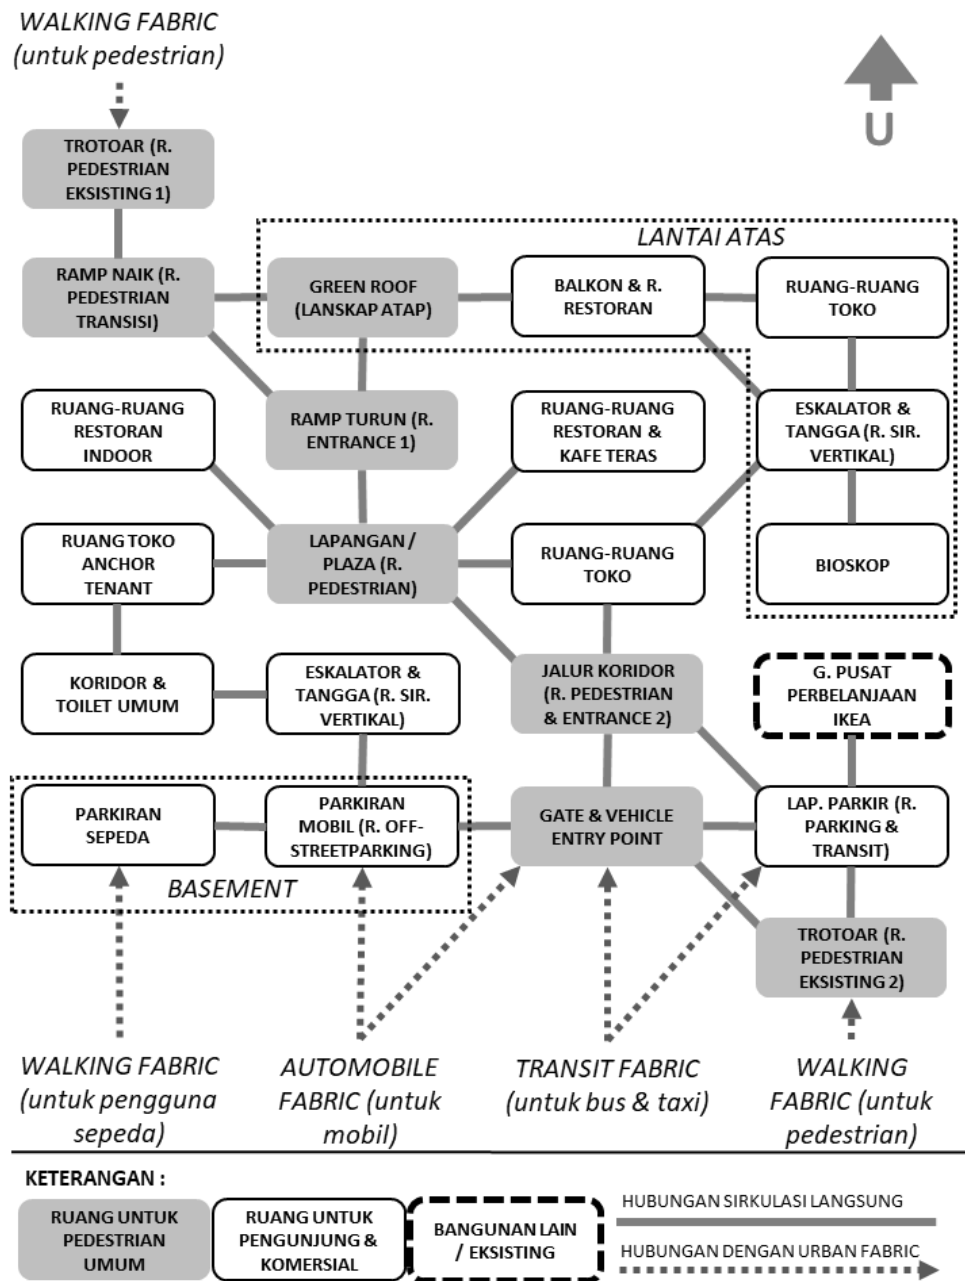 WALKING FABRIC
(untuk pedestrian)
U
TROTOAR (R.
PEDESTRIAN
EKSISTING 1)
LANTAI ATAS
RAMP NAIK (R.
PEDESTRIAN
TRANSISI)
GREEN ROOF
(LANSKAP ATAP)
BALKON & R.
RESTORAN
RUANG-RUANG
TOKO
RUANG-RUANG
RESTORAN
INDOOR
RAMP TURUN (R.
ENTRANCE 1)
RUANG-RUANG
RESTORAN &
KAFE TERAS
ESKALATOR &
TANGGA (R. SIR.
VERTIKAL)
RUANG TOKO
ANCHOR
TENANT
LAPANGAN /
PLAZA (R.
PEDESTRIAN)
RUANG-RUANG
TOKO
BIOSKOP
KORIDOR &
TOILET UMUM
ESKALATOR &
TANGGA (R. SIR.
VERTIKAL)
JALUR KORIDOR
(R. PEDESTRIAN
& ENTRANCE 2)
G. PUSAT
PERBELANJAAN
IKEA
PARKIRAN
SEPEDA
PARKIRAN
MOBIL (R. OFF-
STREETPARKING)
GATE & VEHICLE
ENTRY POINT
LAP. PARKIR (R.
PARKING &
TRANSIT)
BASEMENT
TROTOAR (R.
PEDESTRIAN
EKSISTING 2)
WALKING FABRIC
(untuk pengguna
sepeda)
AUTOMOBILE
FABRIC (untuk
mobil)
TRANSIT FABRIC
(untuk bus & taxi)
WALKING
FABRIC (untuk
pedestrian)
KETERANGAN :
RUANG UNTUK
PEDESTRIAN
UMUM
RUANG UNTUK
PENGUNJUNG &
KOMERSIAL
BANGUNAN LAIN
/ EKSISTING
HUBUNGAN SIRKULASI LANGSUNG
HUBUNGAN DENGAN URBAN FABRIC